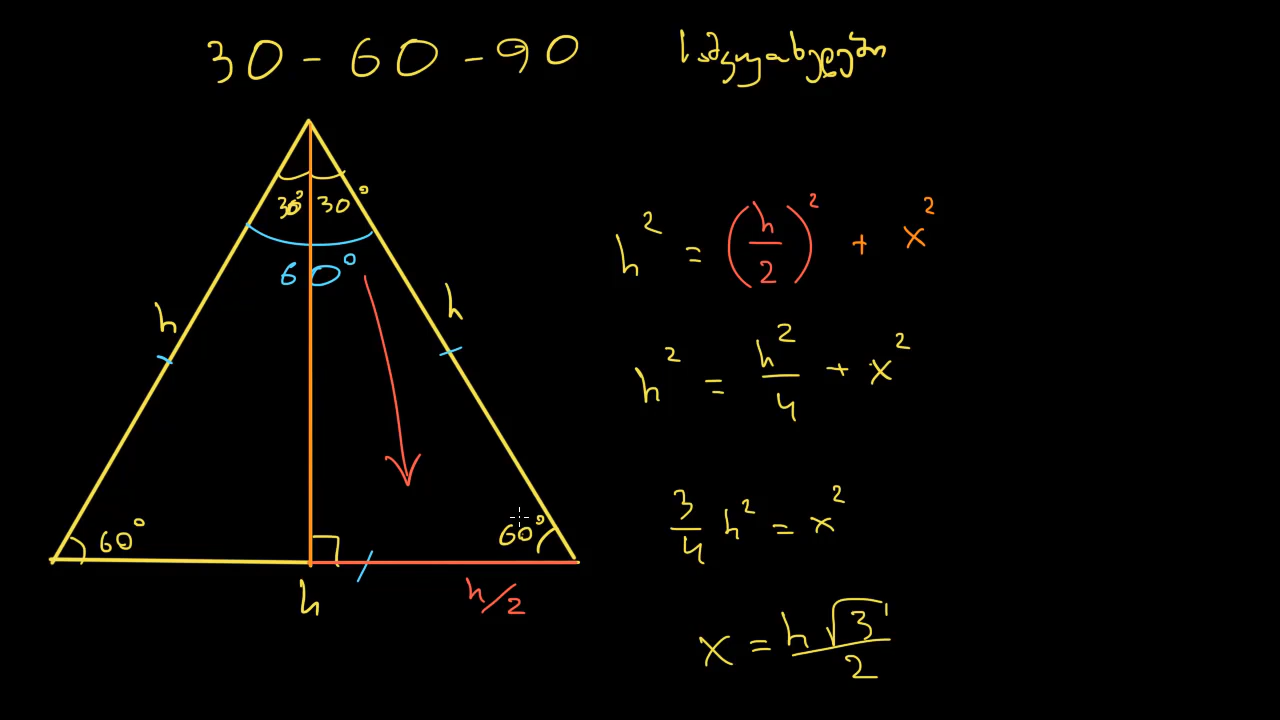 30 - 60 - 90 სამკუთხედები
30° 30°
60°
h h
60° 60°
h h/2
h² = (h/2)² + x²
h² = h²/4 + x²
3/4 h² = x²
x = h√3/2